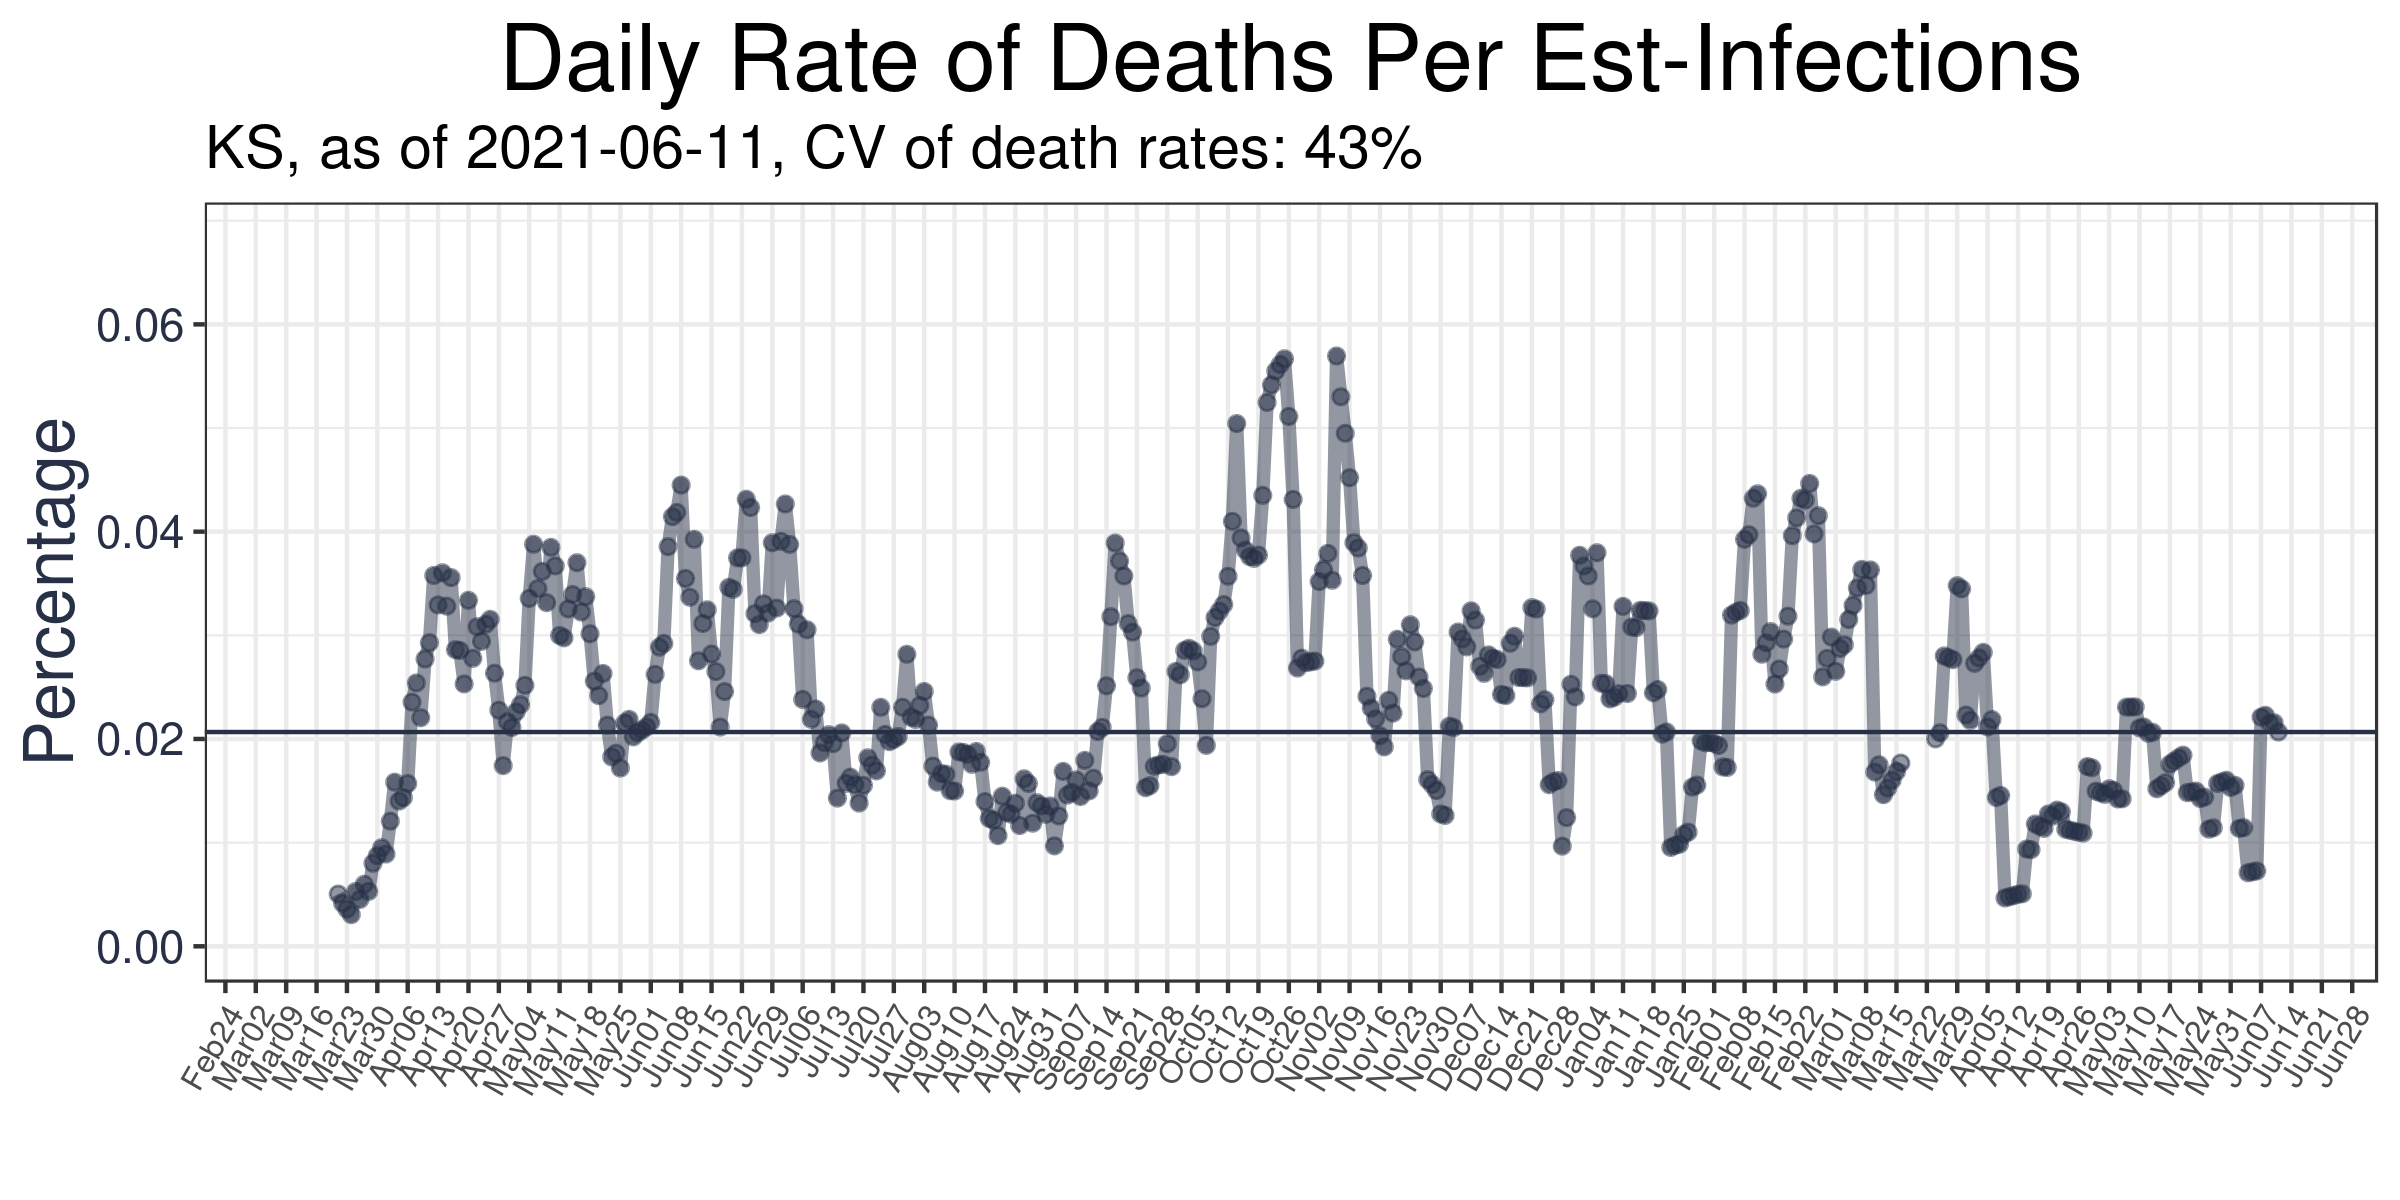 Daily Rate of Deaths Per Est-Infections
KS, as of 2021-06-11, CV of death rates: 43%
Percentage
0.06
0.04
0.02
0.00
Feb24 Mar02 Mar09 Mar16 Mar23 Mar30 Apr06 Apr13 Apr20 Apr27 May04 May11 May18 May25 Jun01 Jun08 Jun15 Jun22 Jun29 Jul06 Jul13 Jul20 Jul27 Aug03 Aug10 Aug17 Aug24 Aug31 Sep07 Sep14 Sep21 Sep28 Oct05 Oct12 Oct19 Oct26 Nov02 Nov09 Nov16 Nov23 Nov30 Dec07 Dec14 Dec21 Dec28 Jan04 Jan11 Jan18 Jan25 Feb01 Feb08 Feb15 Feb22 Mar01 Mar08 Mar15 Mar22 Mar29 Apr05 Apr12 Apr19 Apr26 May03 May10 May17 May24 May31 Jun07 Jun14 Jun21 Jun28